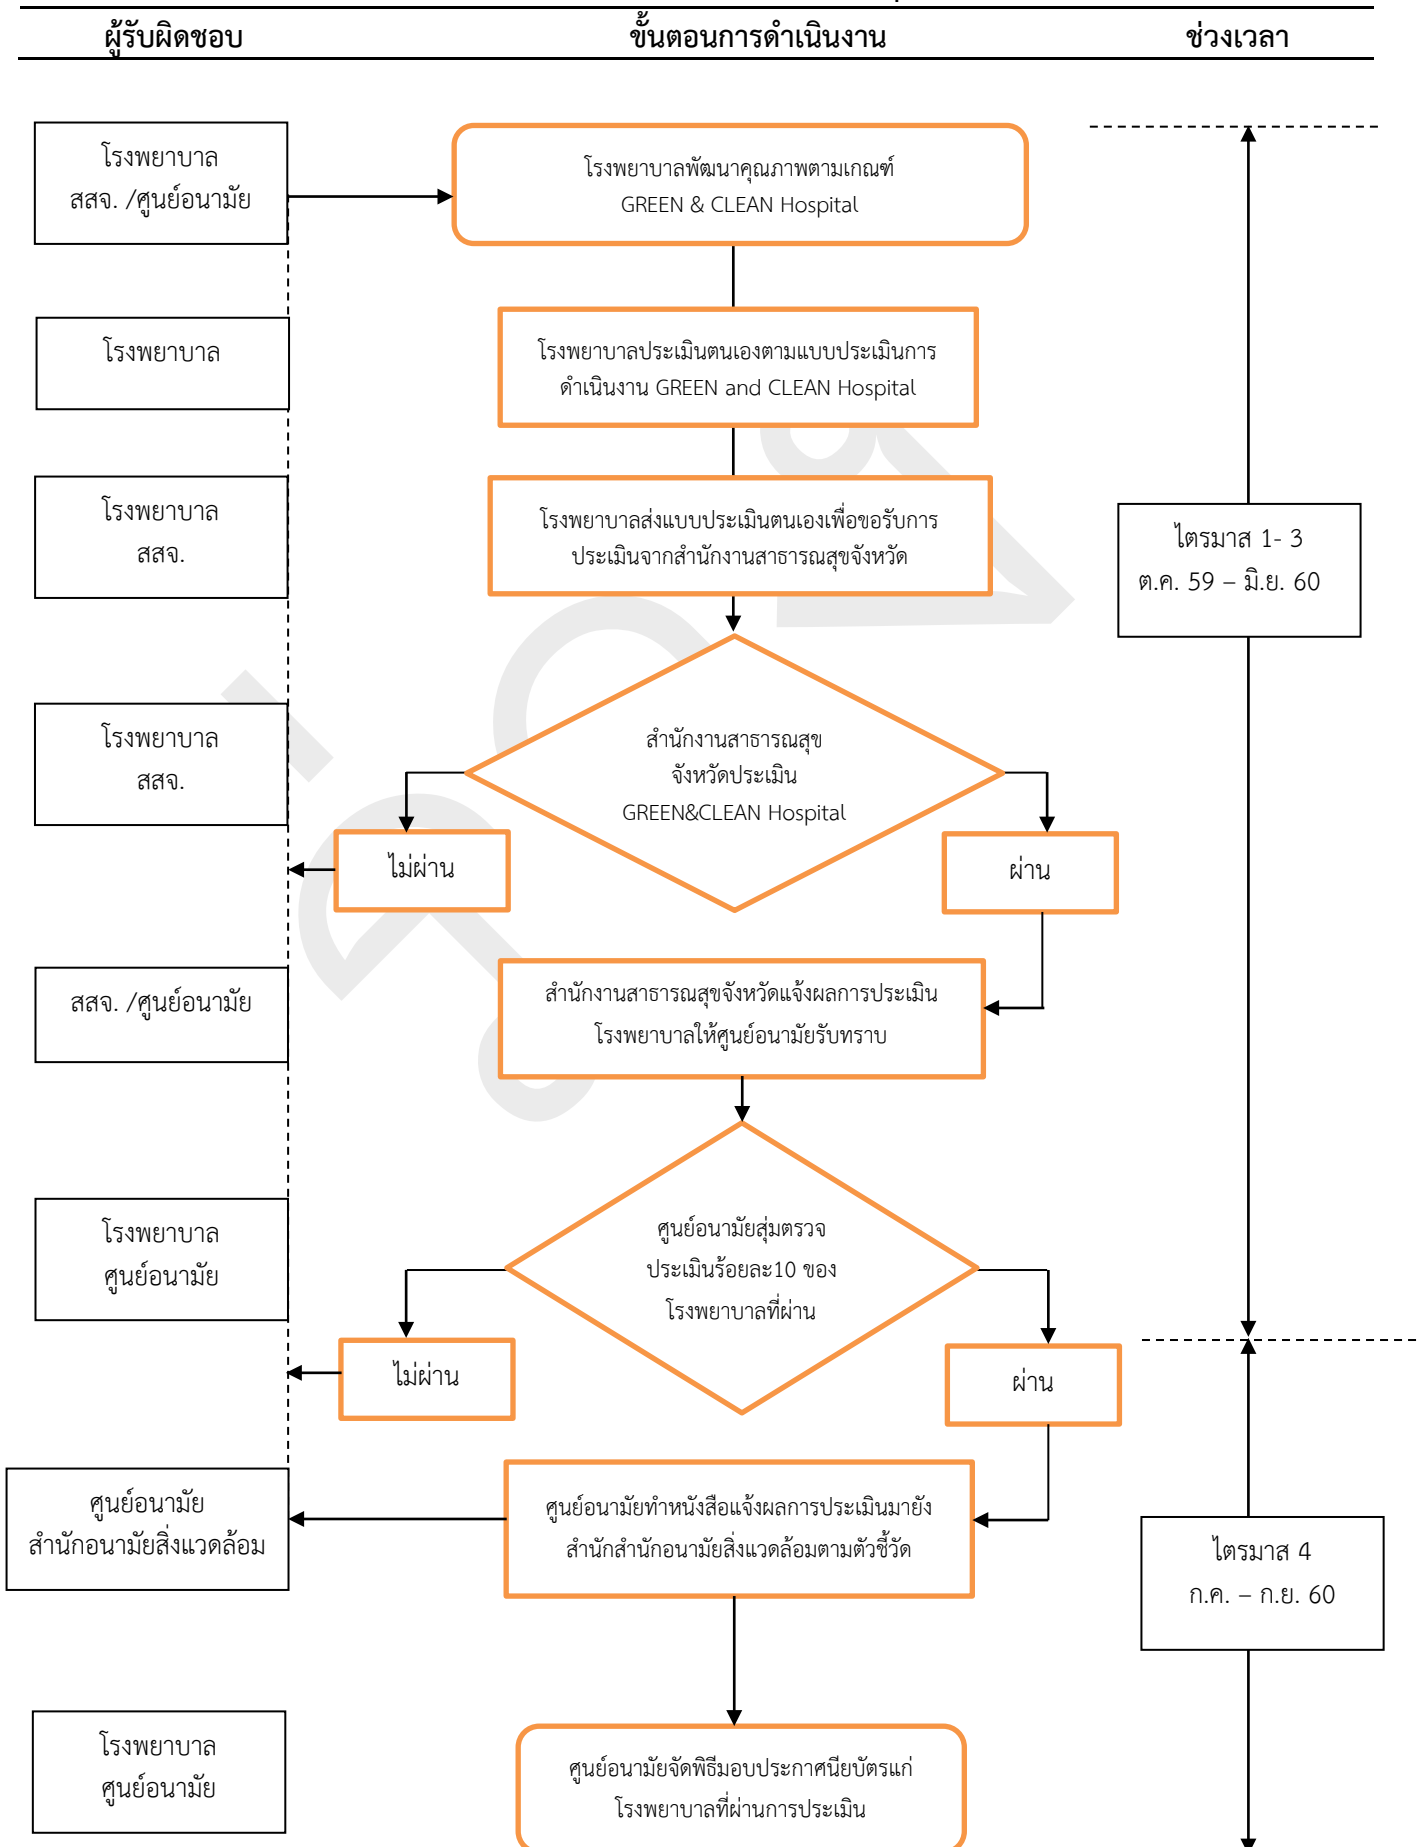 ผู้รับผิดชอบ ขั้นตอนการดำเนินงาน ช่วงเวลา
โรงพยาบาล
สสจ. /ศูนย์อนามัย
โรงพยาบาลพัฒนาคุณภาพตามเกณฑ์
GREEN & CLEAN Hospital
โรงพยาบาล
โรงพยาบาลประเมินตนเองตามแบบประเมินการ
ดำเนินงาน GREEN and CLEAN Hospital
โรงพยาบาล
สสจ.
โรงพยาบาลส่งแบบประเมินตนเองเพื่อขอรับการ
ประเมินจากสำนักงานสาธารณสุขจังหวัด
ไตรมาส 1- 3
ต.ค. 59 – มิ.ย. 60
โรงพยาบาล
สสจ.
สำนักงานสาธารณสุข
จังหวัดประเมิน
GREEN&CLEAN Hospital
ไม่ผ่าน
ผ่าน
สสจ. /ศูนย์อนามัย
สำนักงานสาธารณสุขจังหวัดแจ้งผลการประเมิน
โรงพยาบาลให้ศูนย์อนามัยรับทราบ
โรงพยาบาล
ศูนย์อนามัย
ศูนย์อนามัยสุ่มตรวจ
ประเมินร้อยละ10 ของ
โรงพยาบาลที่ผ่าน
ไม่ผ่าน
ผ่าน
ศูนย์อนามัย
สำนักอนามัยสิ่งแวดล้อม
ศูนย์อนามัยทำหนังสือแจ้งผลการประเมินมายัง
สำนักสำนักอนามัยสิ่งแวดล้อมตามตัวชี้วัด
ไตรมาส 4
ก.ค. – ก.ย. 60
โรงพยาบาล
ศูนย์อนามัย
ศูนย์อนามัยจัดพิธีมอบประกาศนียบัตรแก่
โรงพยาบาลที่ผ่านการประเมิน